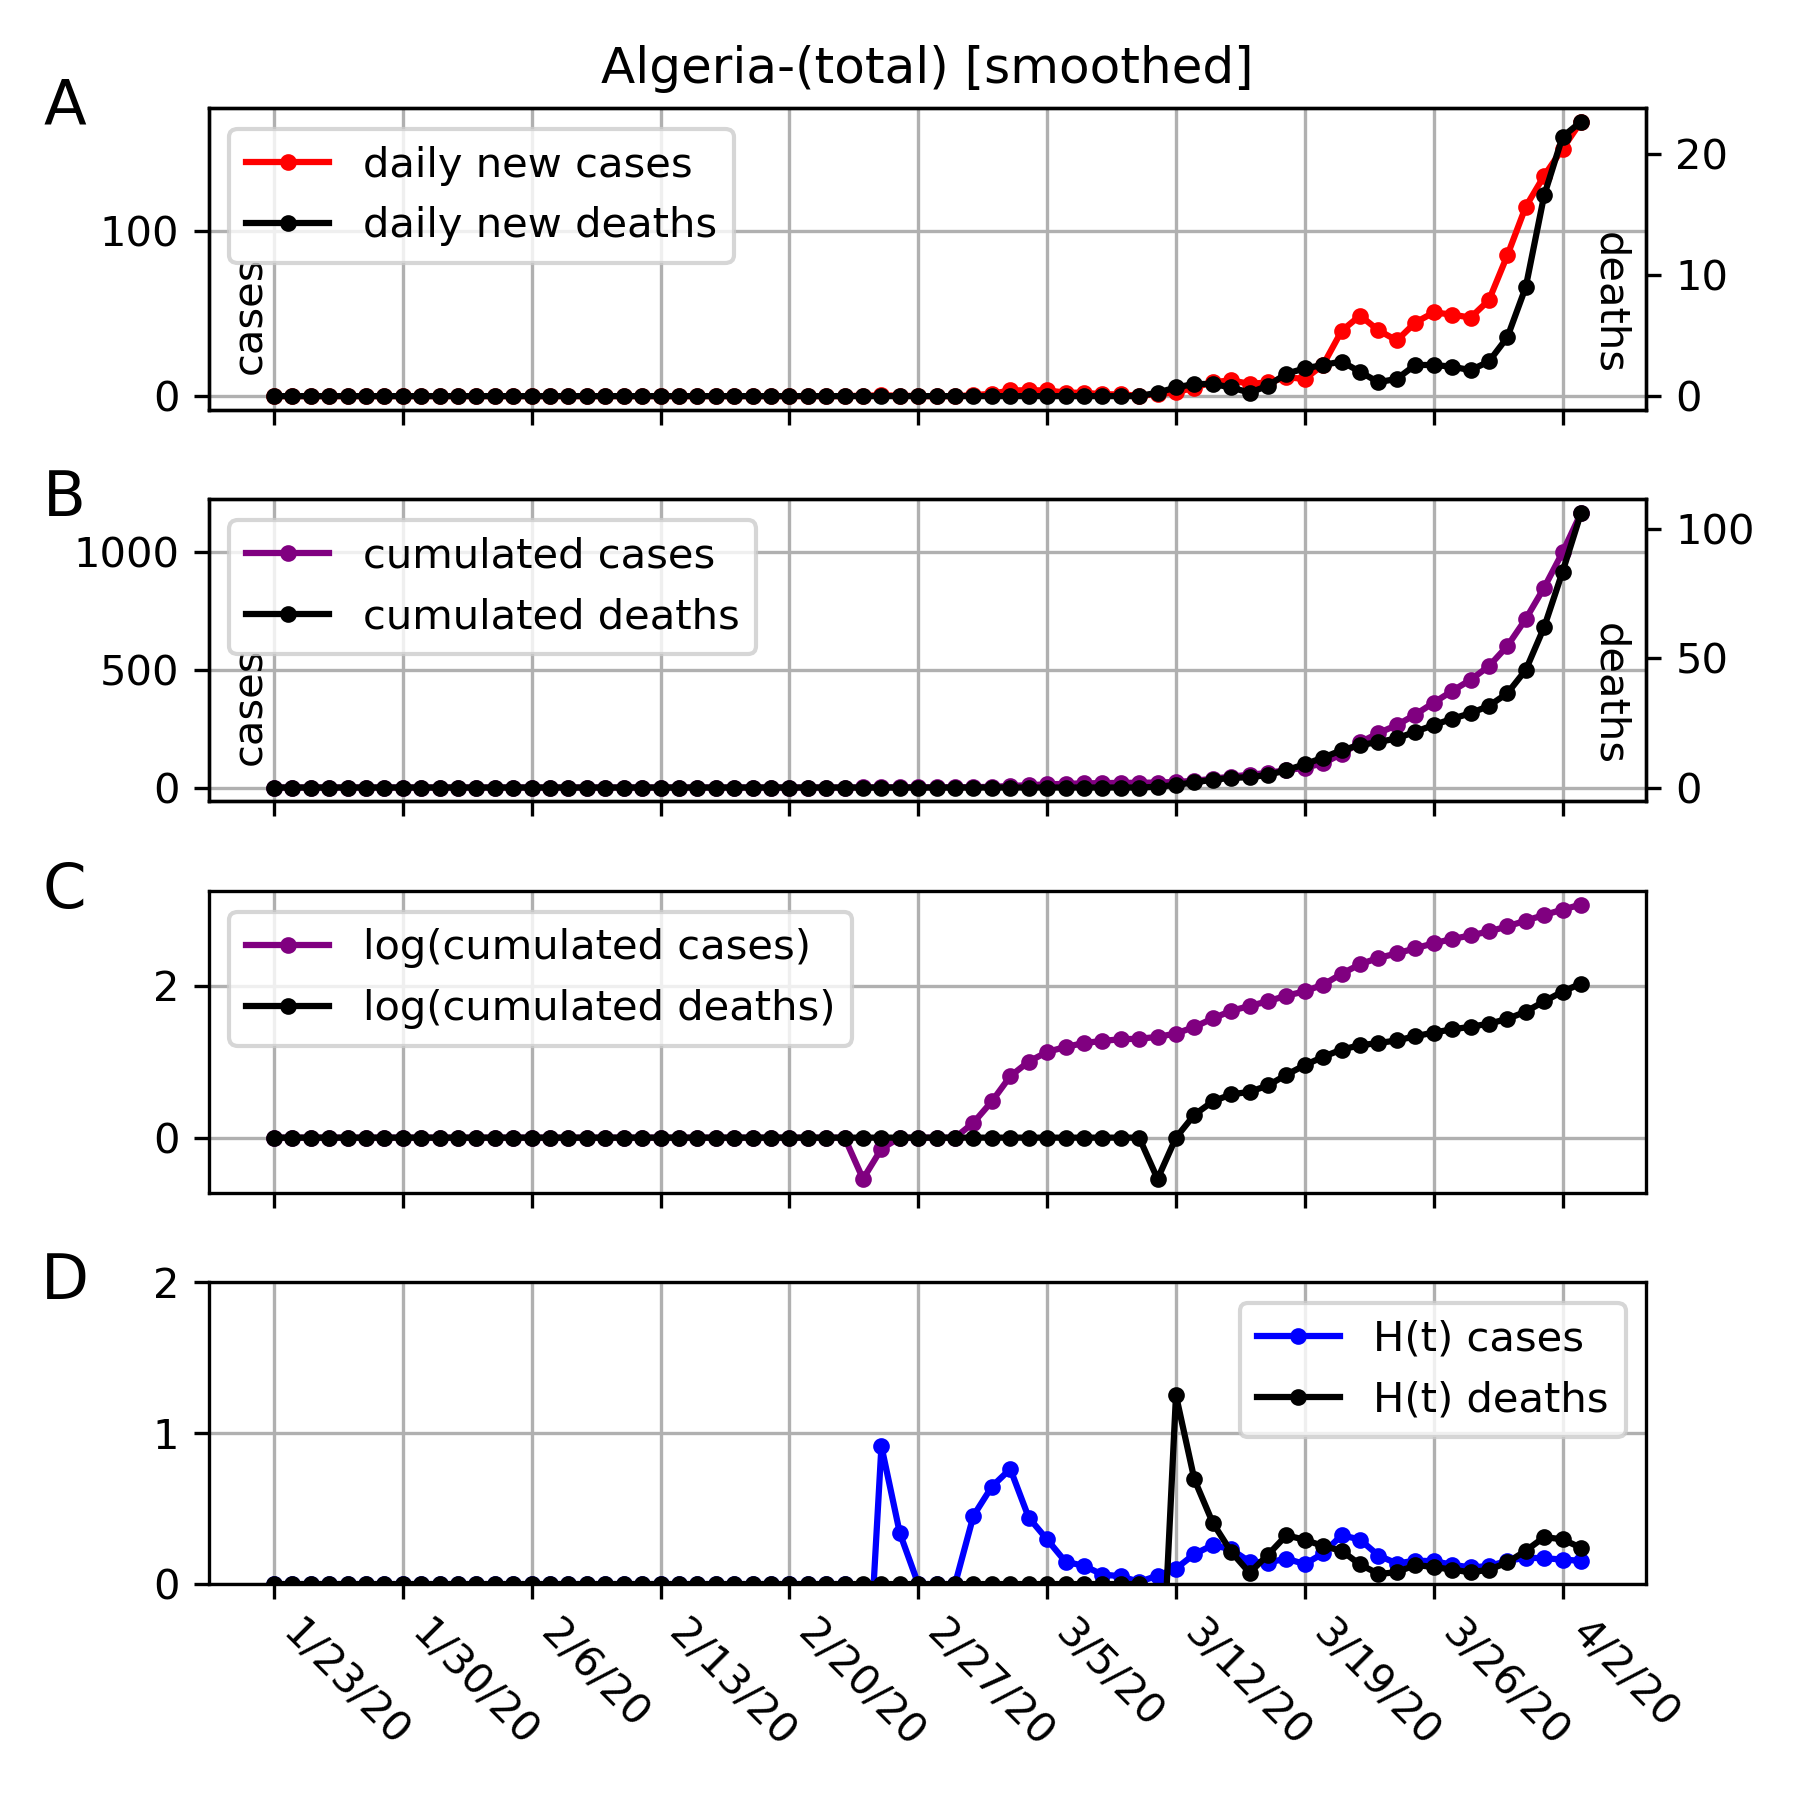 Algeria-(total) [smoothed]
A
daily new cases
daily new deaths
100
0
cases
20
10
0
deaths
B
cumulated cases
cumulated deaths
1000
500
0
cases
100
50
0
deaths
C
log(cumulated cases)
log(cumulated deaths)
2
0
D
H(t) cases
H(t) deaths
2
1
0
1/23/20
1/30/20
2/6/20
2/13/20
2/20/20
2/27/20
3/5/20
3/12/20
3/19/20
3/26/20
4/2/20